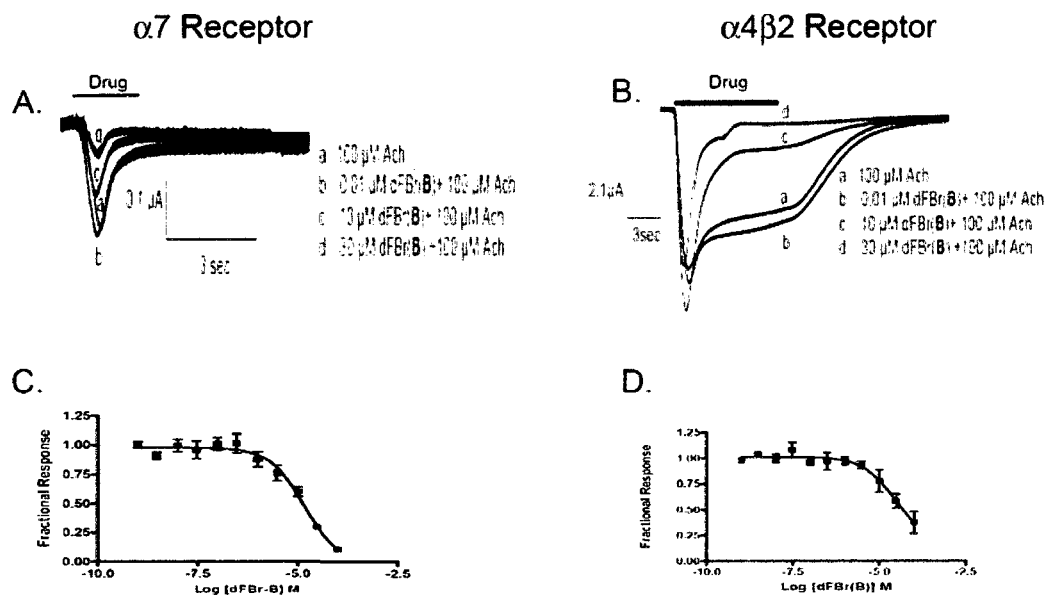 α7 Receptor
α4β2 Receptor
A.
Drug
a
c
a
b
0.1 μA
3 sec
a 100 μM Ach
b 0.01 μM dFBr(B)+ 100 μM Ach
c 10 μM dFBr(B)+ 100 μM Ach
d 30 μM dFBr(B) +100 μM Ach
B.
Drug
d
c
a
b
2.1μA
3sec
a 100 μM Ach
b 0.01 μM dFBr(B)+ 100 μM Ach
c 10 μM dFBr(B)+ 100 μM Ach
d 30 μM dFBr(B) +100 μM Ach
C.
Fractional Response
1.25
1.00
0.75
0.50
0.25
0.00
-10.0
-7.5
-5.0
-2.5
Log [dFBr-B] M
D.
Fractional Response
1.25
1.00
0.75
0.50
0.25
0.00
-10.0
-7.5
-5.0
-2.5
Log [dFBr(B)] M